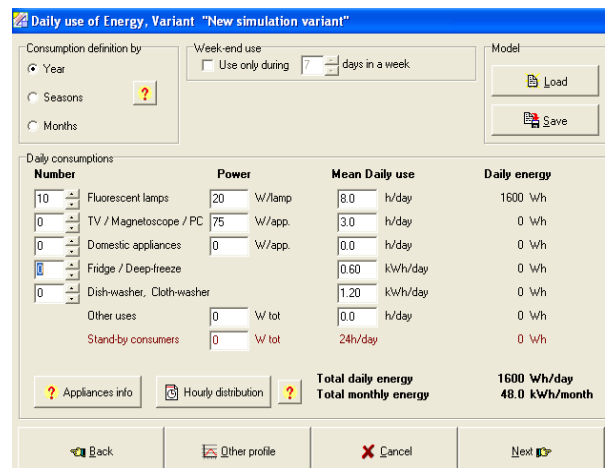 Daily use of Energy, Variant "New simulation variant"
Consumption definition by
Year
Seasons
?
Months
Week-end use
Use only during 7 days in a week
Model
Load
Save
Daily consumptions
Number Power Mean Daily use Daily energy
10 Fluorescent lamps 20 W/lamp 8.0 h/day 1600 Wh
0 TV / Magnetoscope / PC 75 W/app. 3.0 h/day 0 Wh
0 Domestic appliances 0 W/app. 0.0 h/day 0 Wh
0 Fridge / Deep-freeze 0.60 kWh/day 0 Wh
0 Dish-washer, Cloth-washer 1.20 kWh/day 0 Wh
Other uses 0 W tot 0.0 h/day 0 Wh
Stand-by consumers 0 W tot 24h/day 0 Wh
? Appliances info Hourly distribution ?
Total daily energy 1600 Wh/day
Total monthly energy 48.0 kWh/month
Back Other profile Cancel Next